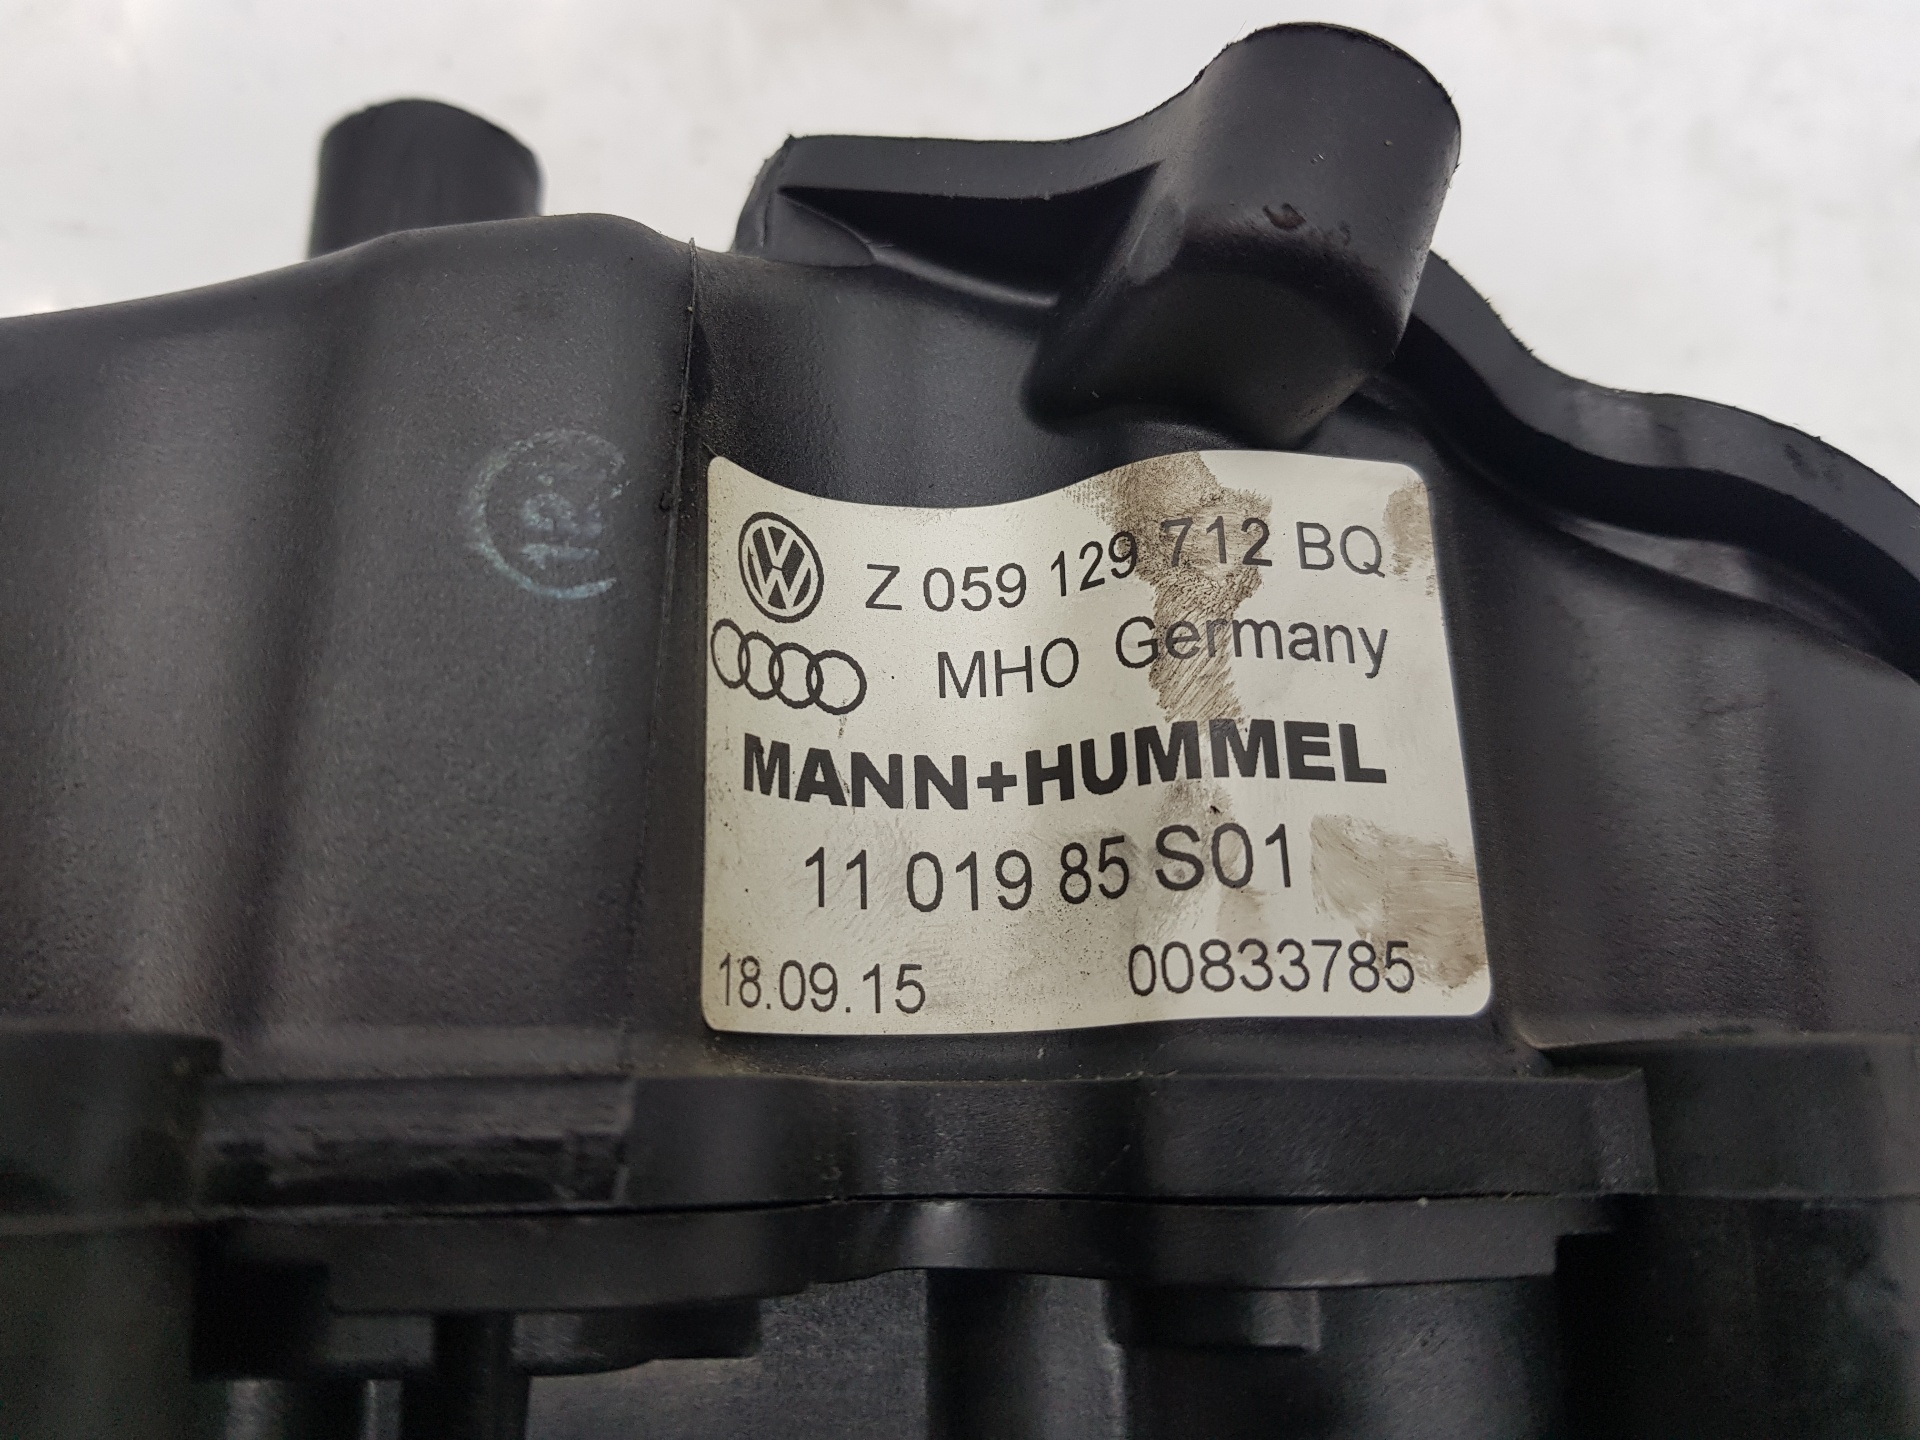 Z 059 129 712 BQ
MHO Germany
MANN+HUMMEL
11 019 85 S01
18.09.15 00833785